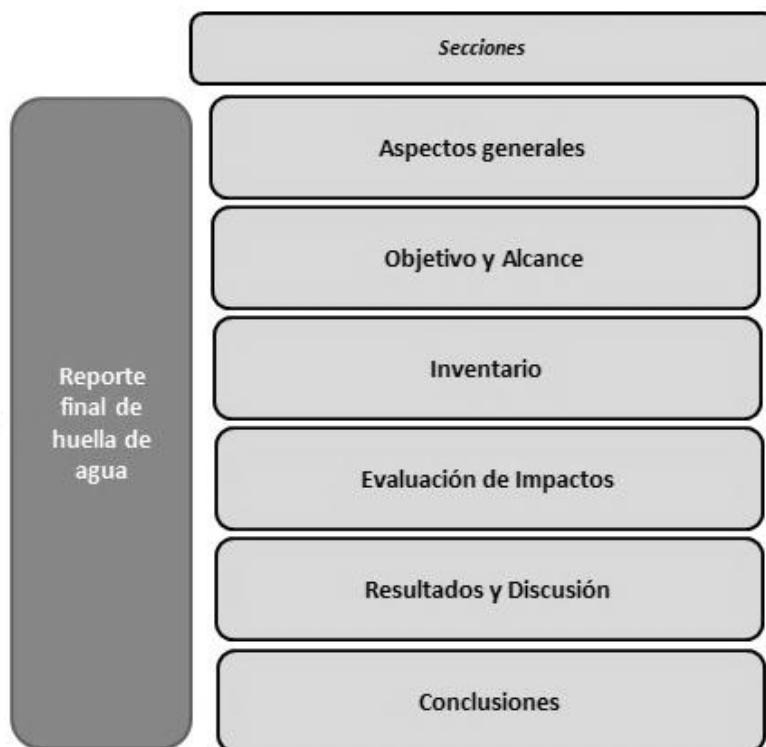 Secciones
Aspectos generales
Objetivo y Alcance
Inventario
Reporte
final de
huella de
agua
Evaluación de Impactos
Resultados y Discusión
Conclusiones